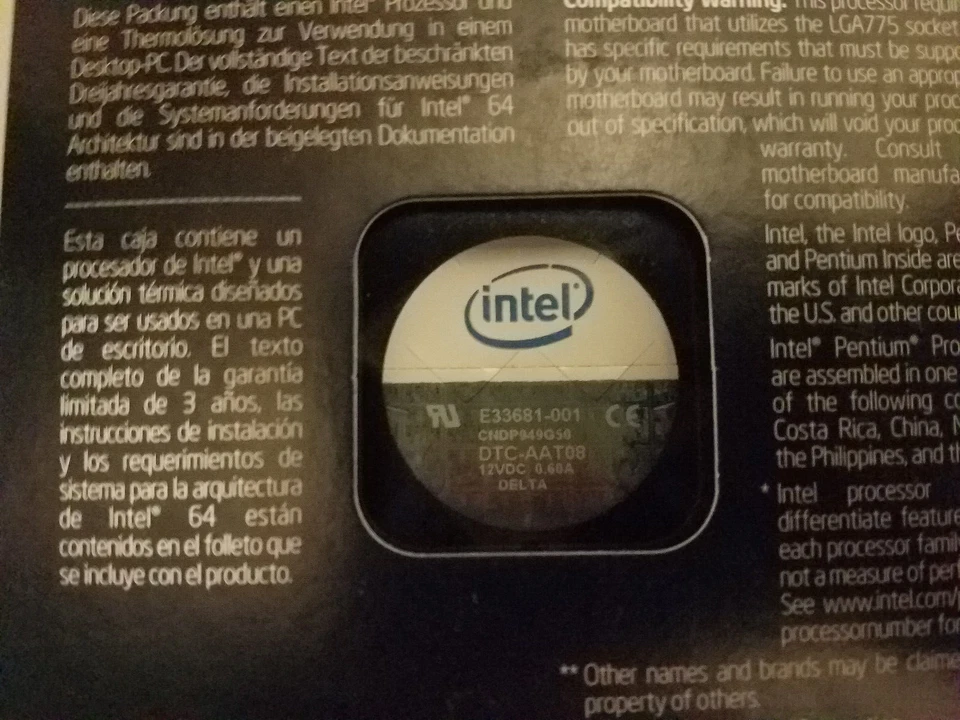 Diese Packung enthält einen Intel® Prozessor und
eine Thermolösung zur Verwendung in einem
Desktop-PC. Der vollständige Text der beschränkten
Dreijahresgarantie, die Installationsanweisungen
und die Systemanforderungen für Intel® 64
Architektur sind in der beigelegten Dokumentation
enthalten.
Esta caja contiene un
procesador de Intel® y una
solución térmica diseñados
para ser usados en una PC
de escritorio. El texto
completo de la garantía
limitada de 3 años, las
instrucciones de instalación
y los requerimientos de
sistema para la arquitectura
de Intel® 64 están
contenidos en el folleto que
se incluye con el producto.
intel®
E33681-001
CNDP949G56
DTC-AAT08
12VDC 0.60A
DELTA
Compatibility Warning: This processor requi
motherboard that utilizes the LGA775 socket
has specific requirements that must be suppo
by your motherboard. Failure to use an approp
motherboard may result in running your proc
out of specification, which will void your proc
warranty. Consult
motherboard manufa
for compatibility.
Intel, the Intel logo, Pe
and Pentium Inside are
marks of Intel Corpora
the U.S. and other cou
Intel® Pentium® Pro
are assembled in one
of the following co
Costa Rica, China, M
the Philippines, and th
* Intel processor
differentiate feature
each processor family
not a measure of perf
See www.intel.com/p
processornumber for
** Other names and brands may be claime
property of others.